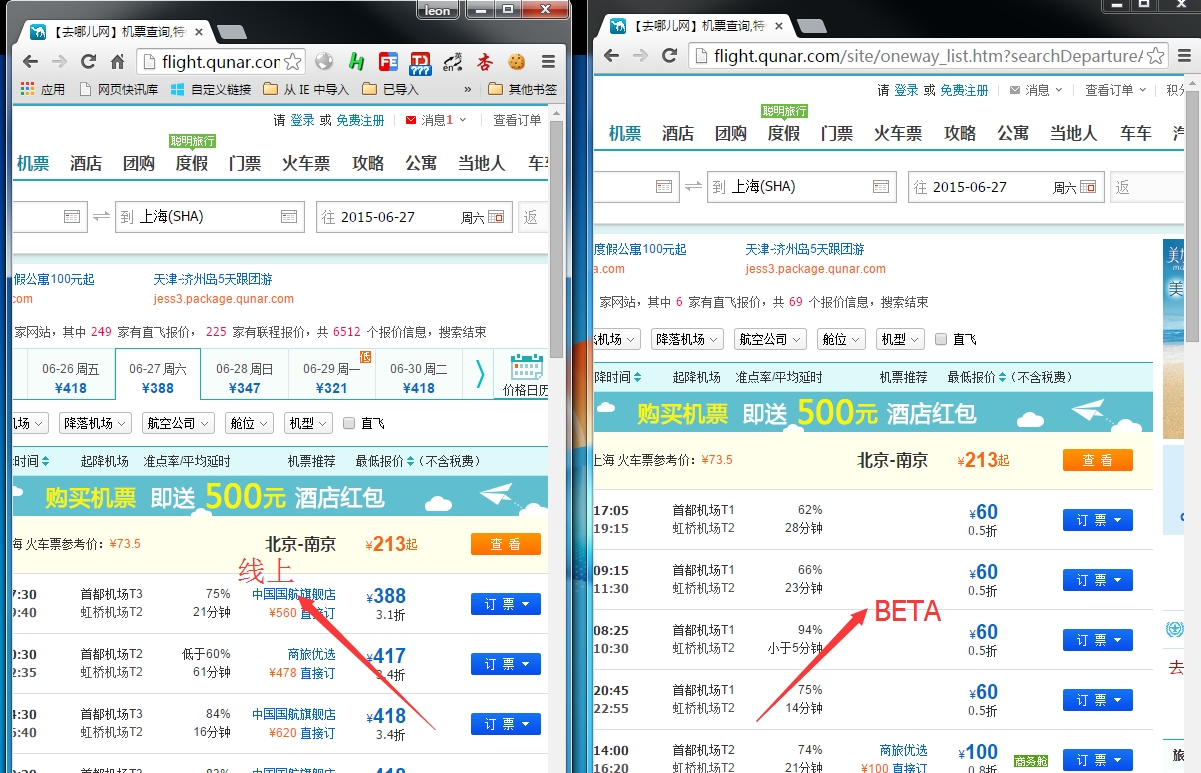 leon
【去哪儿网】机票查询,特
flight.qunar.com
应用
网页快讯库
自定义链接
从 IE 中导入
已导入
»
其他书签
请 登录 或 免费注册
消息1
查看订单
聪明旅行
机票 酒店 团购 度假 门票 火车票 攻略 公寓 当地人 车车
到 上海(SHA)
往 2015-06-27 周六
返
假公寓100元起
天津-济州岛5天跟团游
com
jess3.package.qunar.com
家网站，其中 249 家有直飞报价， 225 家有联程报价，共 6512 个报价信息，搜索结束
06-26 周五
¥418
06-27 周六
¥388
06-28 周日
¥347
06-29 周一
¥321
低
06-30 周二
¥418
价格日历
机场
降落机场
航空公司
舱位
机型
直飞
时间 起降机场 准点率/平均延时 机票推荐 最低报价 (不含税费)
购买机票 即送 500元 酒店红包
海 火车票参考价：¥73.5
北京-南京
¥213起
查 看
线上
7:30 首都机场T3 75% 中国国航旗舰店 ¥388
9:40 虹桥机场T2 21分钟 ¥560 直接订 3.1折
订 票
0:30 首都机场T2 低于60% 商旅优选 ¥417
2:35 虹桥机场T2 61分钟 ¥478 直接订 3.4折
订 票
4:30 首都机场T3 84% 中国国航旗舰店 ¥418
6:40 虹桥机场T2 16分钟 ¥620 直接订 3.4折
订 票
首都机场T3 83% 中国国航旗舰店 418
【去哪儿网】机票查询,特
flight.qunar.com/site/oneway_list.htm?searchDepartureA
请 登录 或 免费注册
消息
查看订单
积分
聪明旅行
机票 酒店 团购 度假 门票 火车票 攻略 公寓 当地人 车车 汽
到 上海(SHA)
往 2015-06-27 周六
返
度假公寓100元起
天津-济州岛5天跟团游
a.com
jess3.package.qunar.com
家网站，其中 6 家有直飞报价，共 69 个报价信息，搜索结束
机场
降落机场
航空公司
舱位
机型
直飞
降时间 起降机场 准点率/平均延时 机票推荐 最低报价 (不含税费)
购买机票 即送 500元 酒店红包
上海 火车票参考价：¥73.5
北京-南京
¥213起
查 看
17:05 首都机场T1 62% ¥60
19:15 虹桥机场T2 28分钟 0.5折
订 票
09:15 首都机场T1 66% ¥60
11:30 虹桥机场T2 23分钟 0.5折
订 票
BETA
08:25 首都机场T1 94% ¥60
10:30 虹桥机场T2 小于5分钟 0.5折
订 票
20:45 首都机场T1 75% ¥60
22:55 虹桥机场T2 14分钟 0.5折
订 票
14:00 首都机场T2 74% 商旅优选 ¥100
16:20 虹桥机场T2 21分钟 ¥100 直接订 0.8折
商务舱
订 票
美
美
去
旅